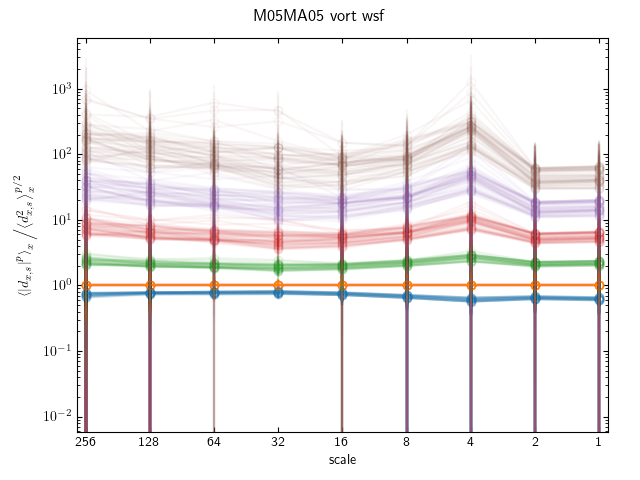 M05MA05 vort wsf
⟨|d_{x,s}|^p⟩_x / ⟨d_{x,s}^2⟩_x^{p/2}
10^3
10^2
10^1
10^0
10^{-1}
10^{-2}
256 128 64 32 16 8 4 2 1
scale